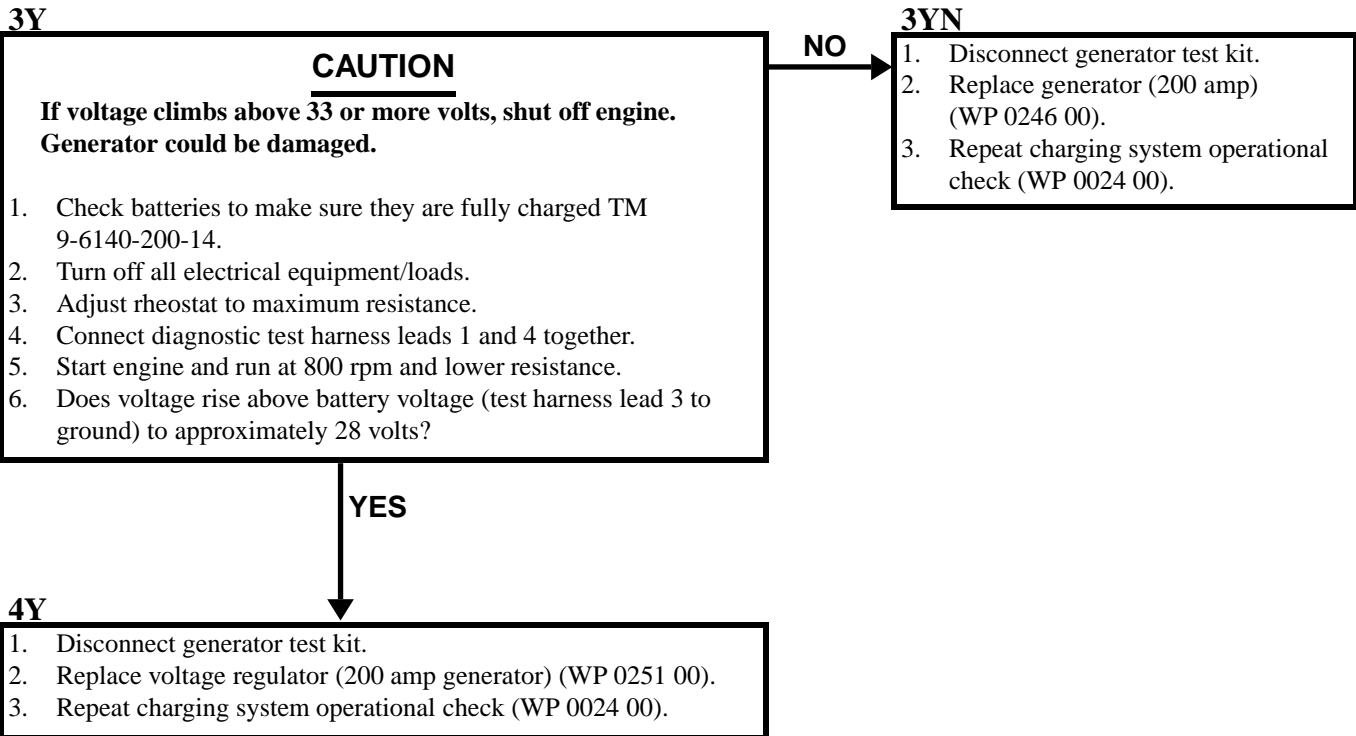 3Y
CAUTION
If voltage climbs above 33 or more volts, shut off engine.
Generator could be damaged.
1. Check batteries to make sure they are fully charged TM
9-6140-200-14.
2. Turn off all electrical equipment/loads.
3. Adjust rheostat to maximum resistance.
4. Connect diagnostic test harness leads 1 and 4 together.
5. Start engine and run at 800 rpm and lower resistance.
6. Does voltage rise above battery voltage (test harness lead 3 to
ground) to approximately 28 volts?
NO
3YN
1. Disconnect generator test kit.
2. Replace generator (200 amp)
(WP 0246 00).
3. Repeat charging system operational
check (WP 0024 00).
YES
4Y
1. Disconnect generator test kit.
2. Replace voltage regulator (200 amp generator) (WP 0251 00).
3. Repeat charging system operational check (WP 0024 00).